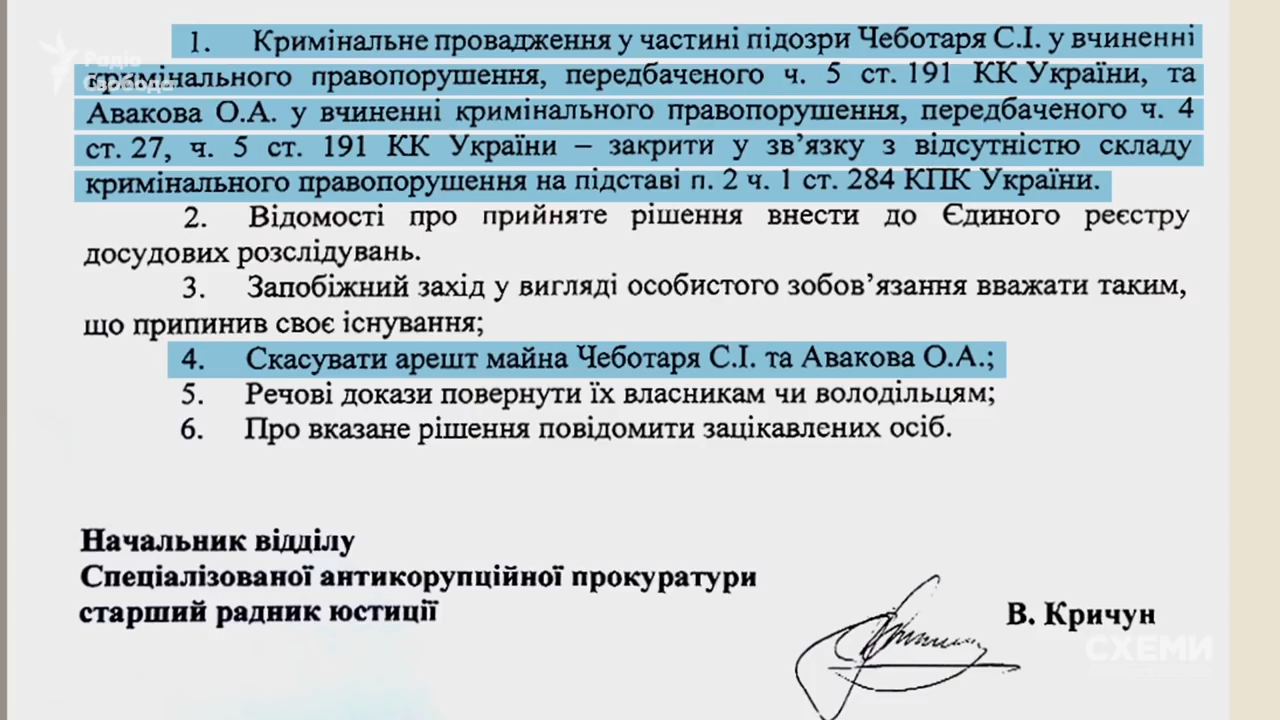 1. Кримінальне провадження у частині підозри Чеботаря С.І. у вчиненні
кримінального правопорушення, передбаченого ч. 5 ст. 191 КК України, та
Авакова О.А. у вчиненні кримінального правопорушення, передбаченого ч. 4
ст. 27, ч. 5 ст. 191 КК України – закрити у зв’язку з відсутністю складу
кримінального правопорушення на підставі п. 2 ч. 1 ст. 284 КПК України.
2. Відомості про прийняте рішення внести до Єдиного реєстру
досудових розслідувань.
3. Запобіжний захід у вигляді особистого зобов’язання вважати таким,
що припинив своє існування;
4. Скасувати арешт майна Чеботаря С.І. та Авакова О.А.;
5. Речові докази повернути їх власникам чи володільцям;
6. Про вказане рішення повідомити зацікавлених осіб.
Начальник відділу
Спеціалізованої антикорупційної прокуратури
старший радник юстиції
В. Кричун
Радіо
Свобода
СХЕМИ